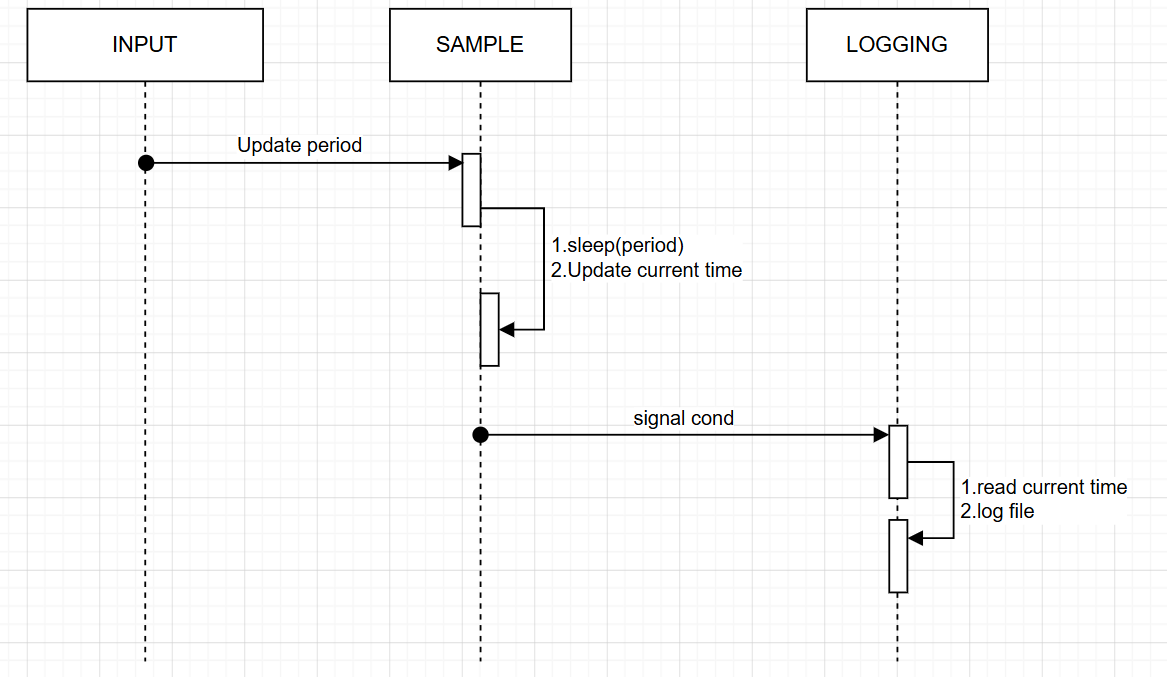 INPUT
SAMPLE
LOGGING
Update period
1.sleep(period)
2.Update current time
signal cond
1.read current time
2.log file